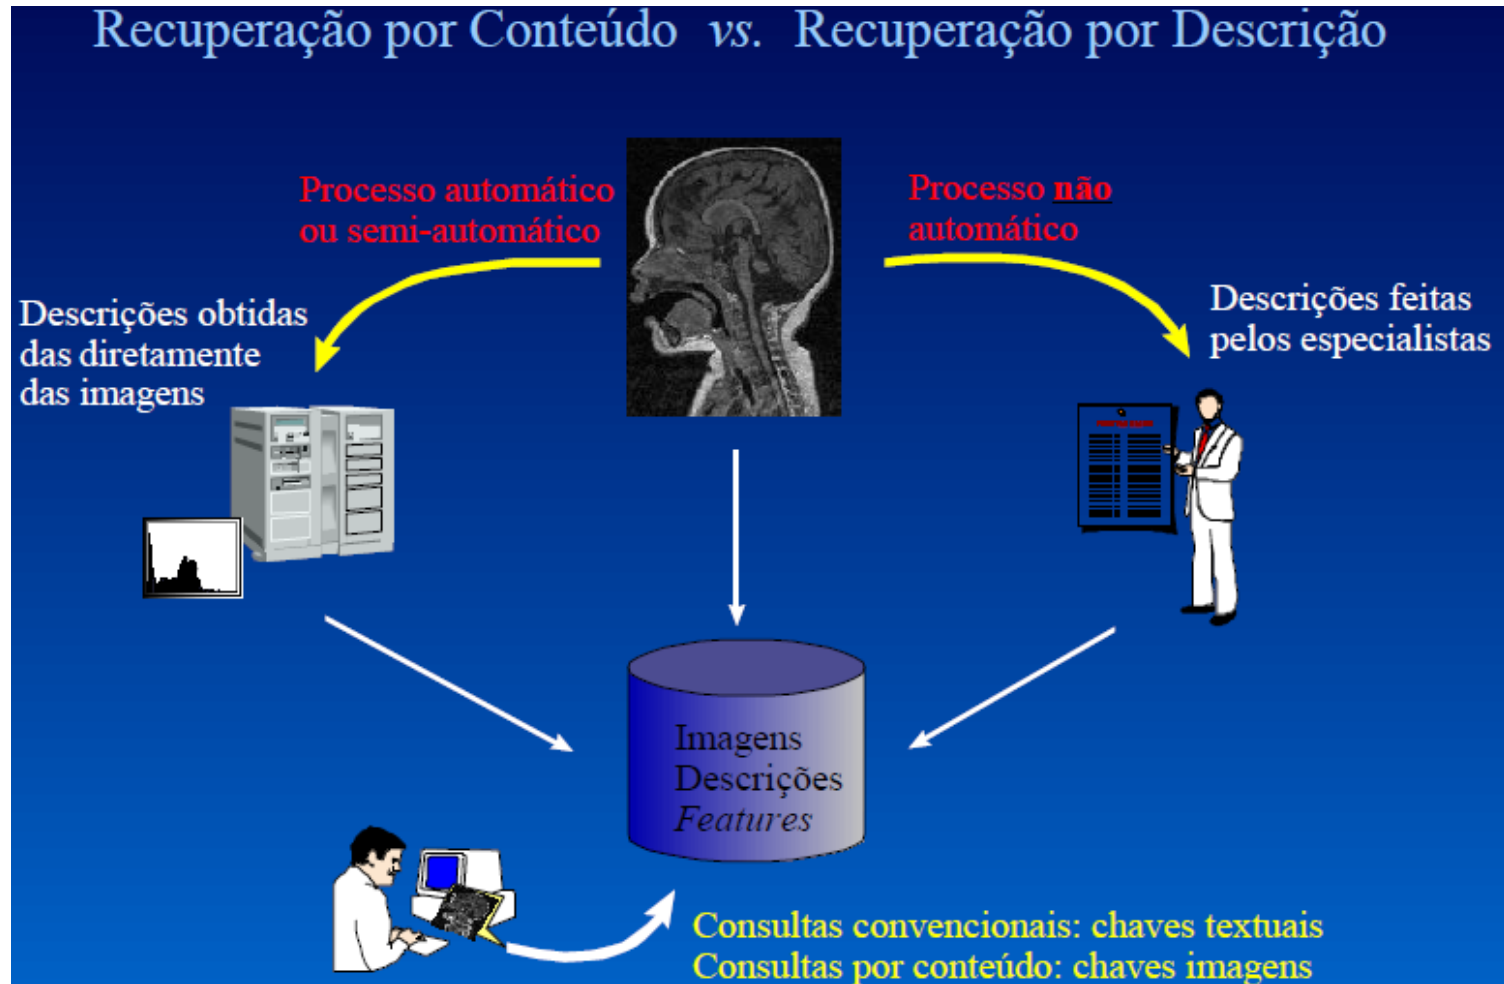 Recuperação por Conteúdo vs. Recuperação por Descrição
Processo automático
ou semi-automático
Processo não
automático
Descrições obtidas
das diretamente
das imagens
Descrições feitas
pelos especialistas
Imagens
Descrições
Features
Consultas convencionais: chaves textuais
Consultas por conteúdo: chaves imagens